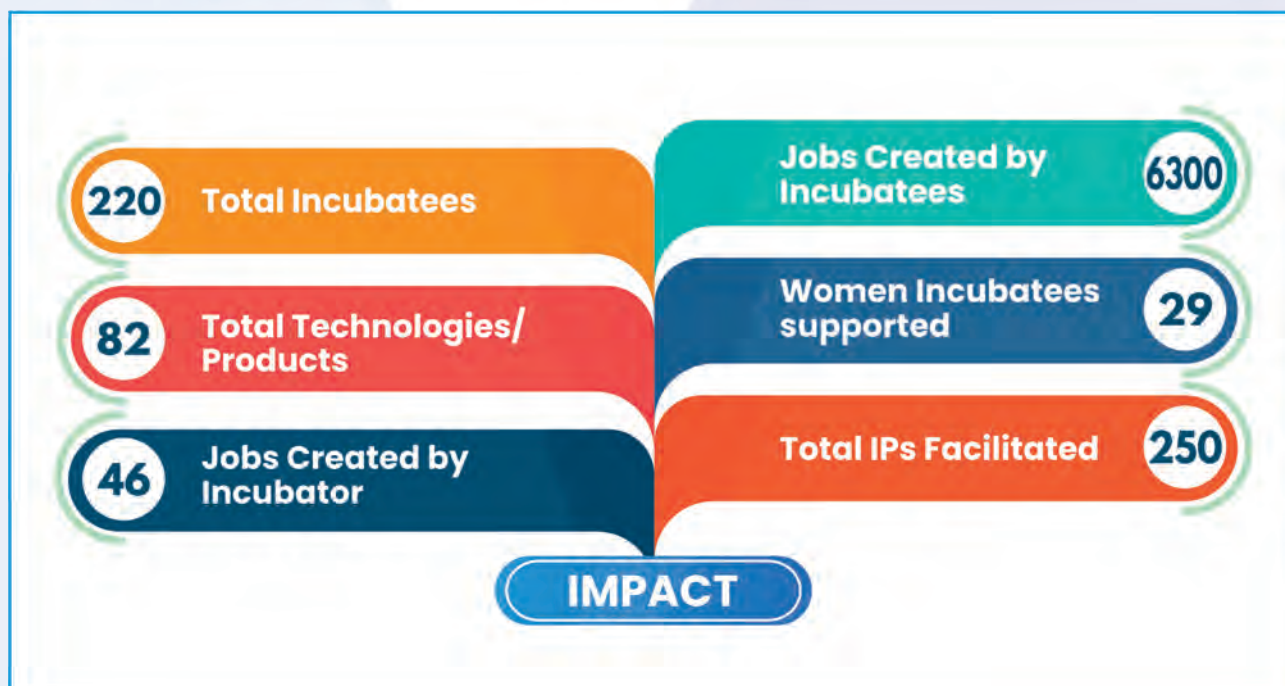 220
Total Incubatees
82
Total Technologies/
Products
46
Jobs Created by
Incubator
Jobs Created by
Incubatees
6300
Women Incubatees
supported
29
Total IPs Facilitated
250
IMPACT